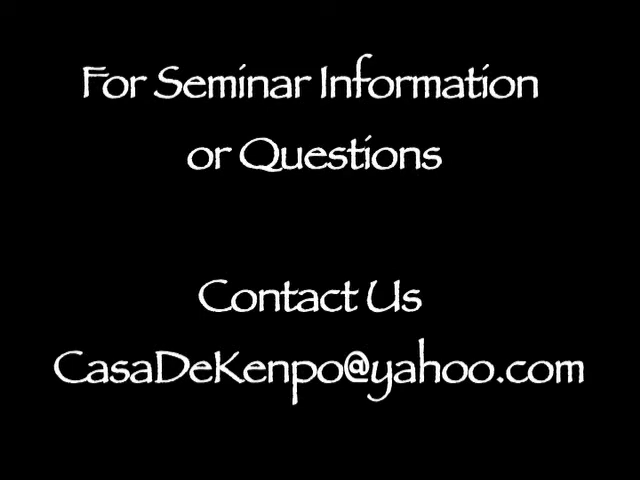 For Seminar Information
or Questions
Contact Us
CasaDeKenpo@yahoo.com